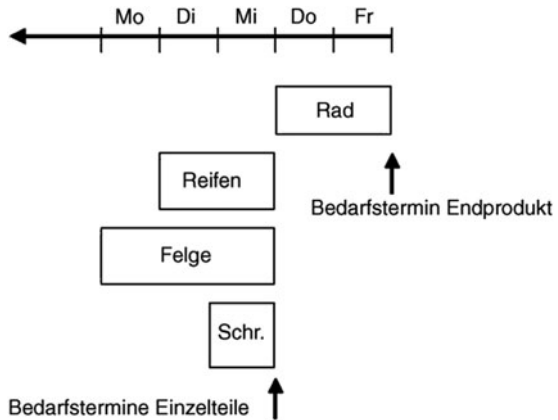 Mo Di Mi Do Fr
Rad
Reifen
Bedarfstermin Endprodukt
Felge
Schr.
Bedarfstermine Einzelteile